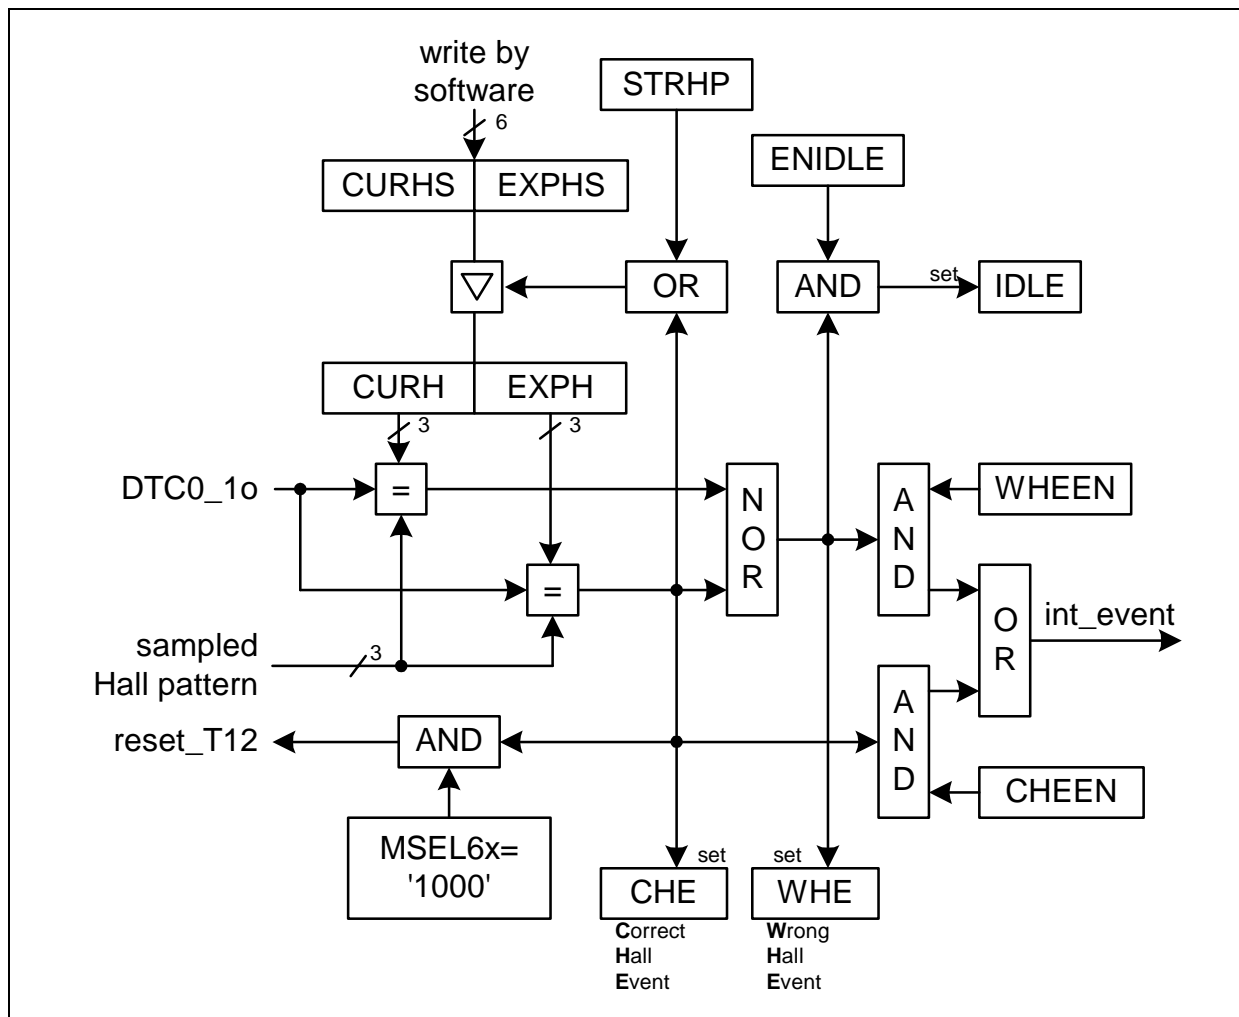 write by
software
STRHP
6
ENIDLE
CURHS EXPHS
OR
AND
set
IDLE
CURH EXPH
3
3
DTC0_1o
=
N
O
R
A
N
D
WHEEN
=
O
R
int_event
sampled
Hall pattern
3
reset_T12
AND
A
N
D
CHEEN
MSEL6x=
'1000'
set
set
CHE
WHE
Correct
Hall
Event
Wrong
Hall
Event